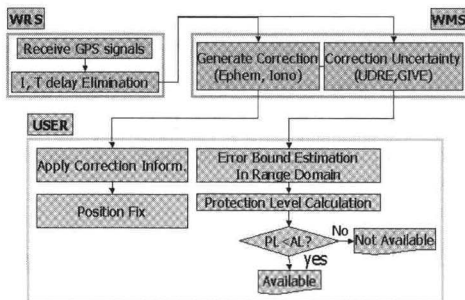 WRS
WMS
Receive GPS signals
I, T delay Elimination
Generate Correction
(Ephem, Iono)
Correction Uncertainty
(UDRE,GIVE)
USER
Apply Correction Inform.
Position Fix
Error Bound Estimation
In Range Domain
Protection Level Calculation
PL <AL?
No
Not Available
yes
Available